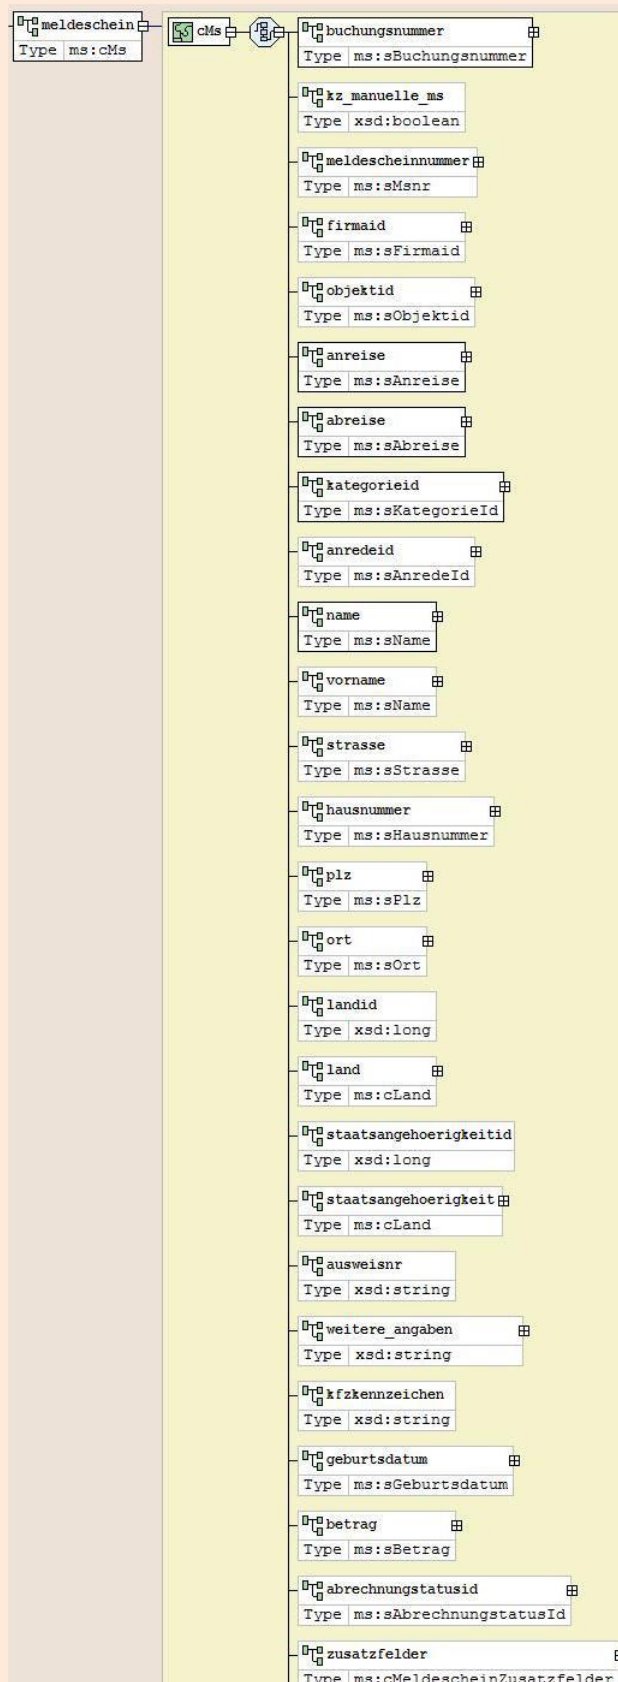 meldeschein
Type ms:cMs
cMs
buchungsnummer
Type ms:sBuchungsnummer
kz_manuelle_ms
Type xsd:boolean
meldescheinnummer
Type ms:sMsnr
firmaid
Type ms:sFirmaid
objektid
Type ms:sObjektid
anreise
Type ms:sAnreise
abreise
Type ms:sAbreise
kategorieid
Type ms:sKategorieId
anredeid
Type ms:sAnredeId
name
Type ms:sName
vorname
Type ms:sName
strasse
Type ms:sStrasse
hausnummer
Type ms:sHausnummer
plz
Type ms:sPlz
ort
Type ms:sOrt
landid
Type xsd:long
land
Type ms:cLand
staatsangehoerigkeitid
Type xsd:long
staatsangehoerigkeit
Type ms:cLand
ausweisnr
Type xsd:string
weitere_angaben
Type xsd:string
kfzkennzeichen
Type xsd:string
geburtsdatum
Type ms:sGeburtsdatum
betrag
Type ms:sBetrag
abrechnungstatusid
Type ms:sAbrechnungstatusId
zusatzfelder
Type ms:cMeldescheinZusatzfelder